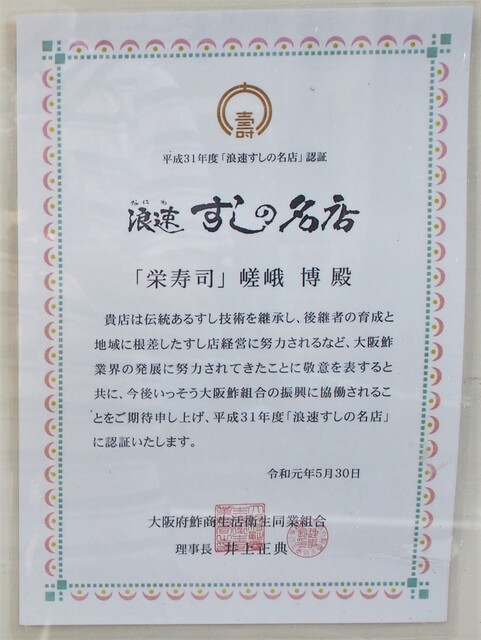 壽
平成31年度「浪速すしの名店」認証
なにわ
浪速 すしの名店
「栄寿司」嵯峨 博 殿
貴店は伝統あるすし技術を継承し、後継者の育成と
地域に根差したすし店経営に努力されるなど、大阪鮓
業界の発展に努力されてきたことに敬意を表すると
共に、今後いっそう大阪鮓組合の振興に協働されるこ
とをご期待申し上げ、平成31年度「浪速すしの名店」
に認証いたします。
令和元年5月30日
大阪府鮓商生活衛生同業組合
理事長 井上正典